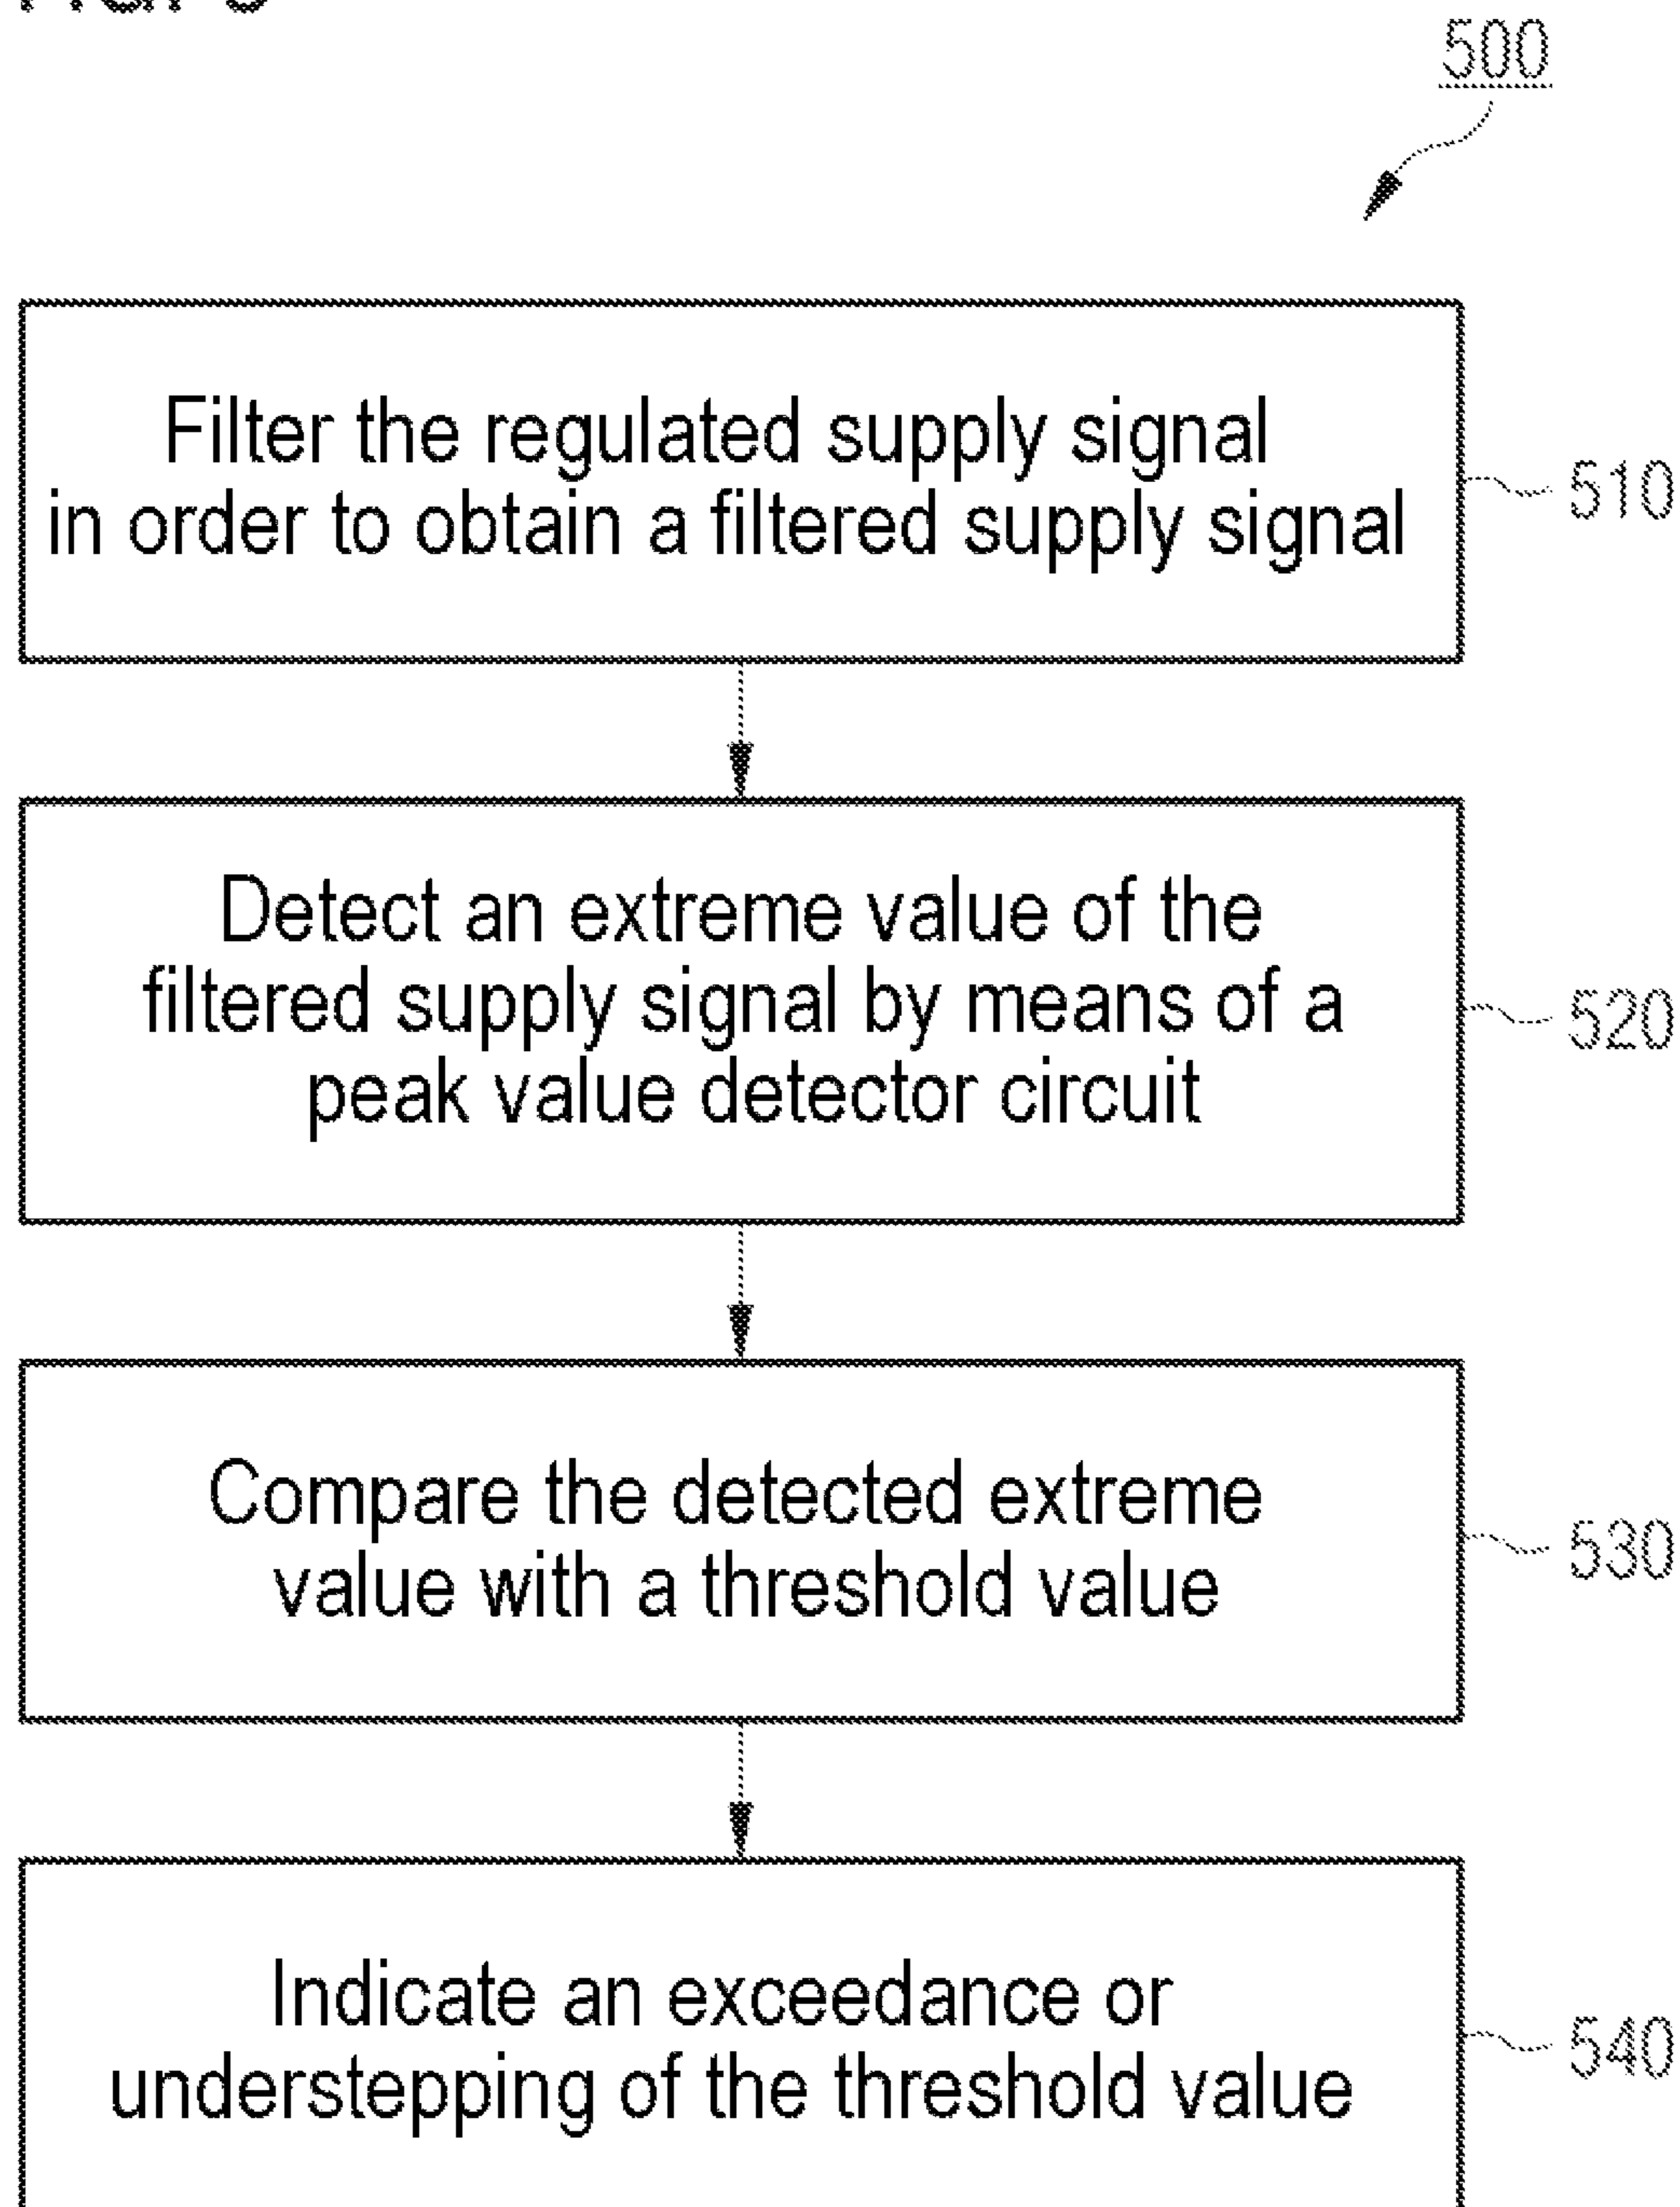 500
Filter the regulated supply signal
in order to obtain a filtered supply signal
510
Detect an extreme value of the
filtered supply signal by means of a
peak value detector circuit
520
Compare the detected extreme
value with a threshold value
530
Indicate an exceedance or
understepping of the threshold value
540